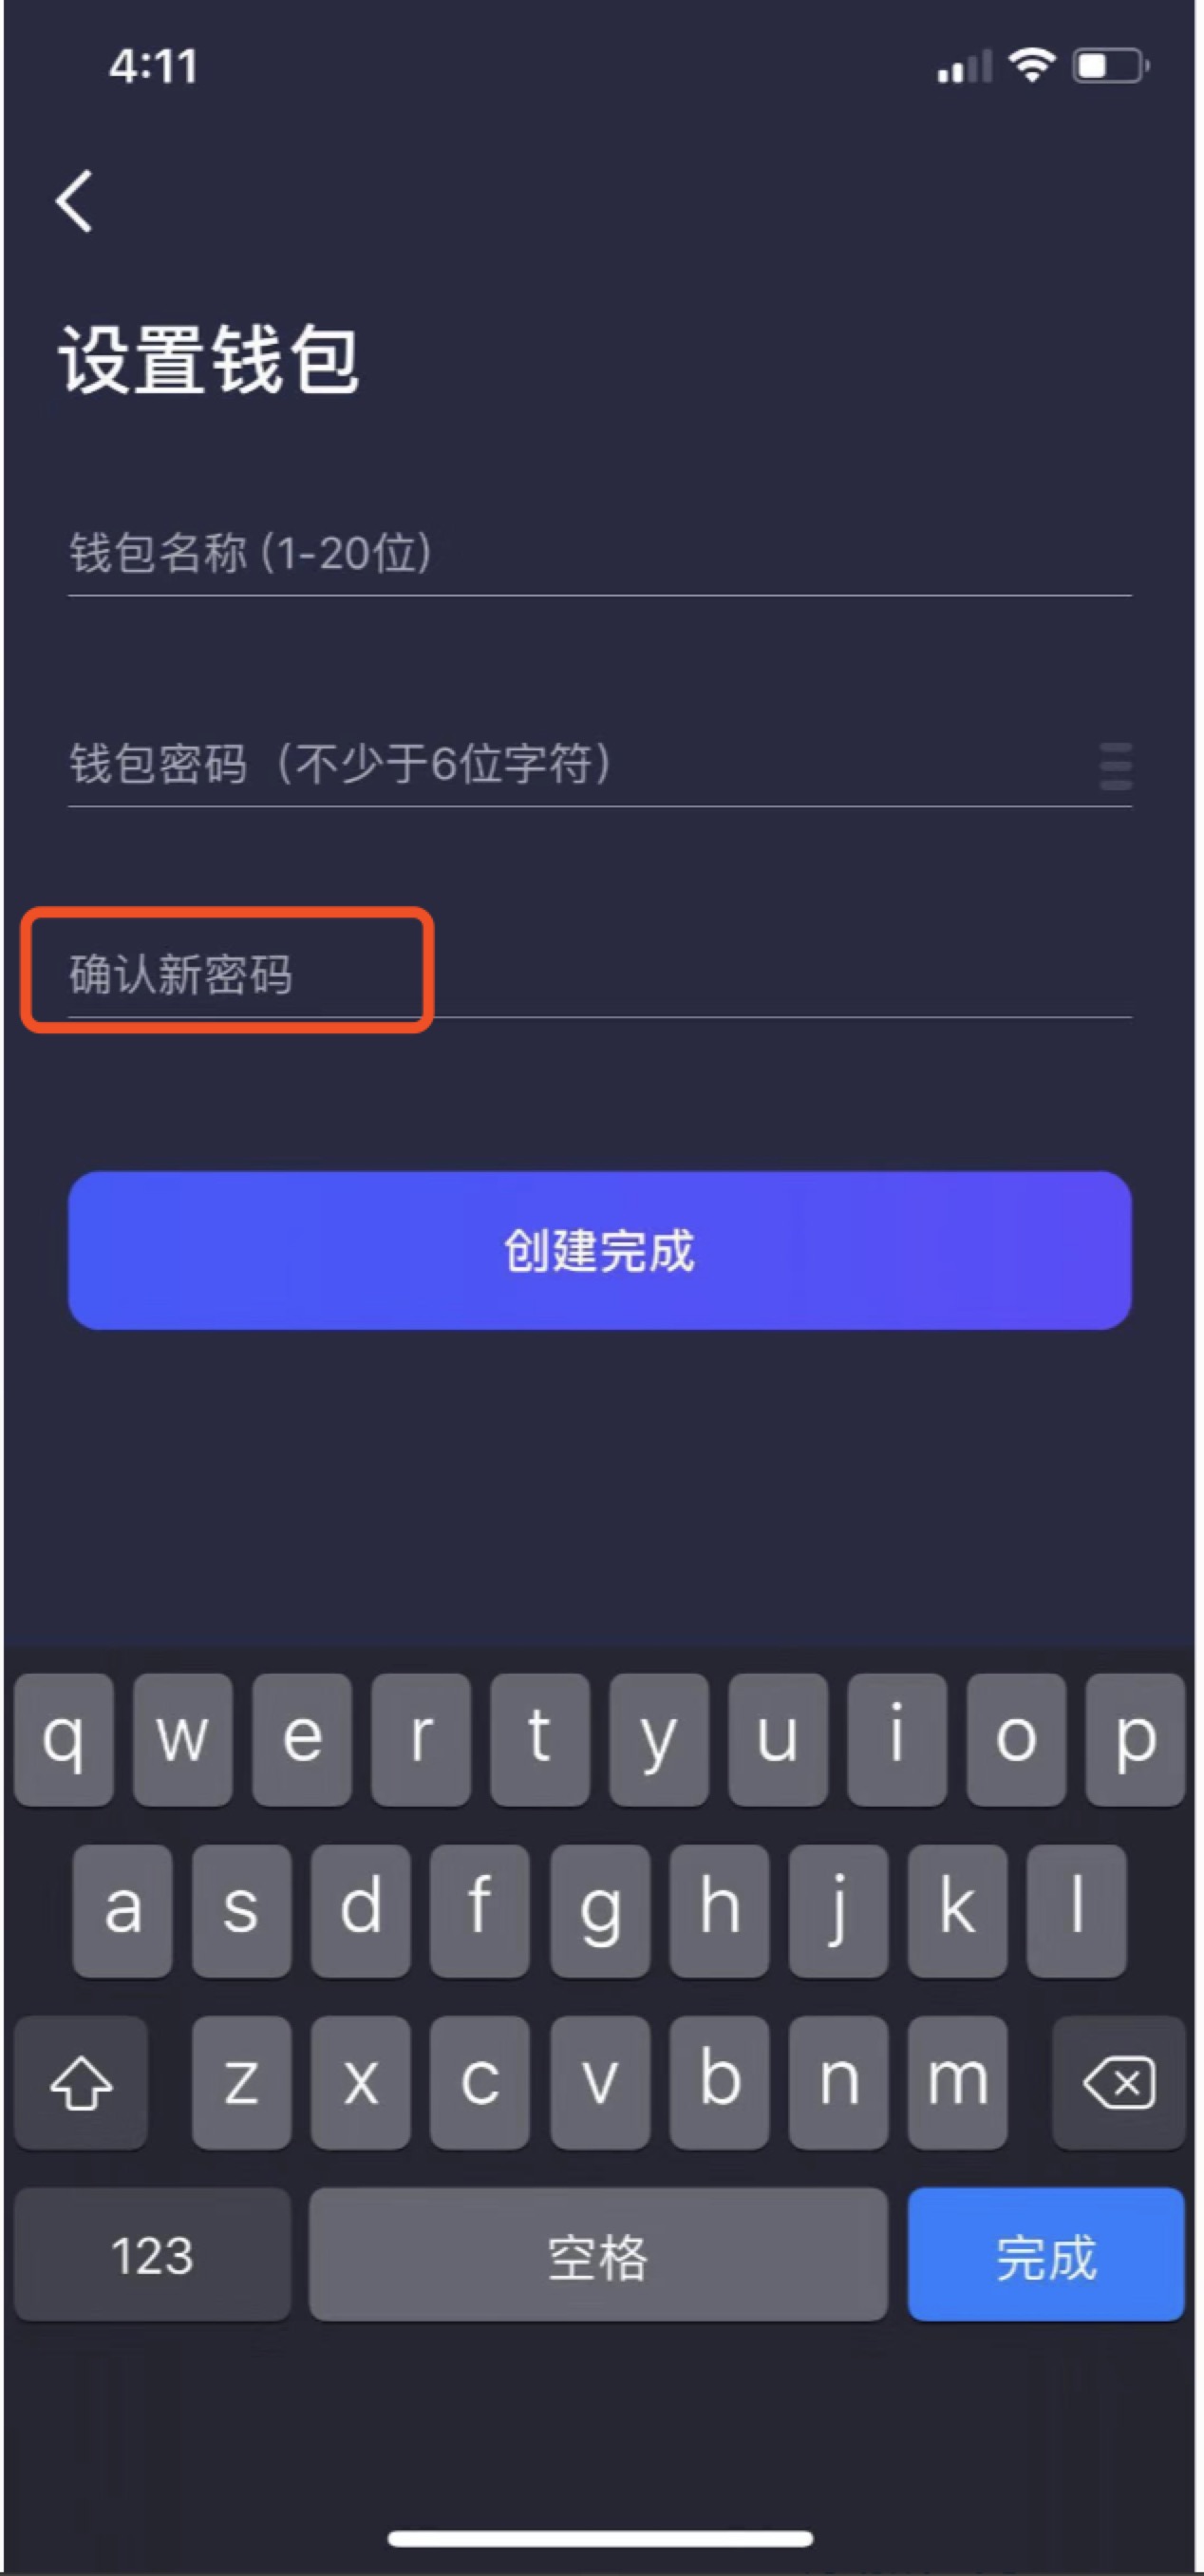 4:11
设置钱包
钱包名称 (1-20位)
钱包密码（不少于6位字符）
确认新密码
创建完成
q w e r t y u i o p
a s d f g h j k l
z x c v b n m
123 空格 完成